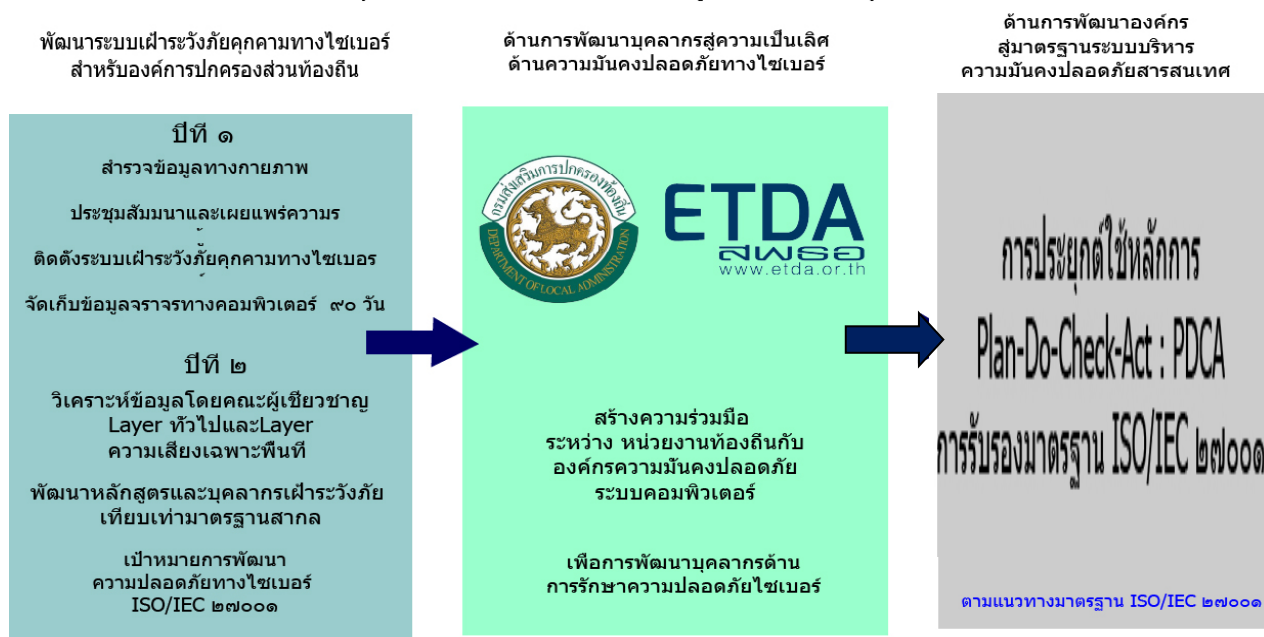 พัฒนาระบบเฝ้าระวังภัยคุกคามทางไซเบอร์
สำหรับองค์การปกครองส่วนท้องถิ่น
ปีที่ ๑
สำรวจข้อมูลทางกายภาพ
ประชุมสัมมนาและเผยแพร่ความร
ติดตั้งระบบเฝ้าระวังภัยคุกคามทางไซเบอร
จัดเก็บข้อมูลจราจรทางคอมพิวเตอร์ ๙๐ วัน
ปีที่ ๒
วิเคราะห์ข้อมูลโดยคณะผู้เชี่ยวชาญ
Layer ทั่วไปและLayer
ความเสี่ยงเฉพาะพื้นที่
พัฒนาหลักสูตรและบุคลากรเฝ้าระวังภัย
เทียบเท่ามาตรฐานสากล
เป้าหมายการพัฒนา
ความปลอดภัยทางไซเบอร์
ISO/IEC ๒๗๐๐๑
ด้านการพัฒนาบุคลากรสู่ความเป็นเลิศ
ด้านความมั่นคงปลอดภัยทางไซเบอร์
กรมส่งเสริมการปกครองท้องถิ่น
DEPARTMENT OF LOCAL ADMINISTRATION
ETDA
สพธอ
www.etda.or.th
สร้างความร่วมมือ
ระหว่าง หน่วยงานท้องถิ่นกับ
องค์กรความมั่นคงปลอดภัย
ระบบคอมพิวเตอร์
เพื่อการพัฒนาบุคลากรด้าน
การรักษาความปลอดภัยไซเบอร์
ด้านการพัฒนาองค์กร
สู่มาตรฐานระบบบริหาร
ความมั่นคงปลอดภัยสารสนเทศ
การประยุกต์ใช้หลักการ
Plan-Do-Check-Act : PDCA
การรับรองมาตรฐาน ISO/IEC ๒๗๐๐๑
ตามแนวทางมาตรฐาน ISO/IEC ๒๗๐๐๑